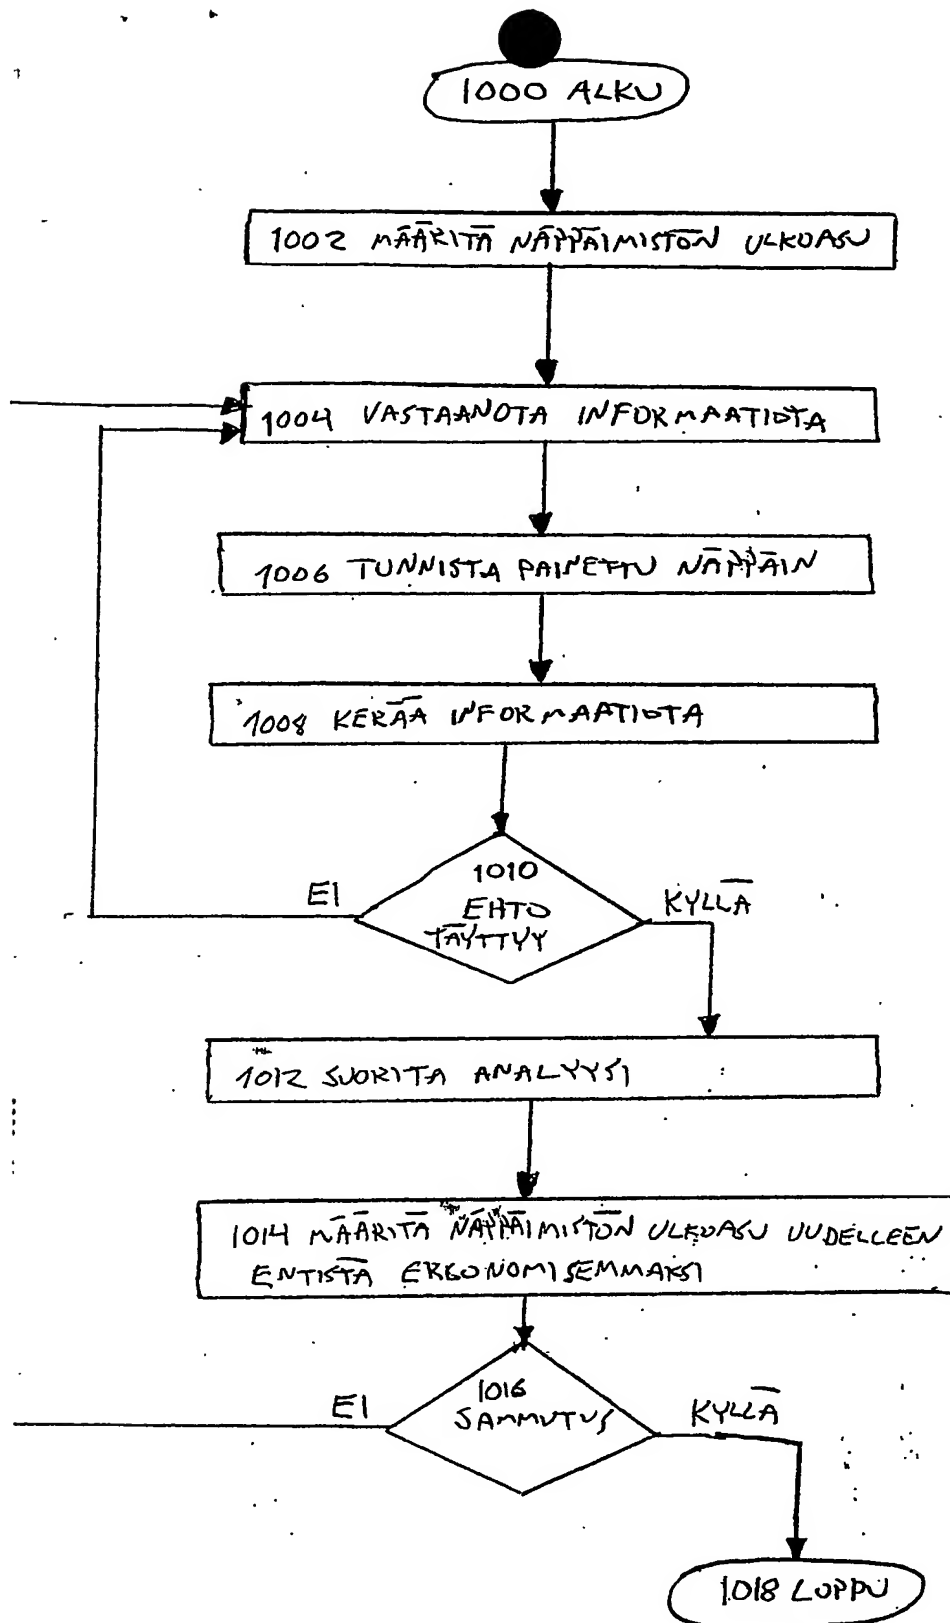 1000 ALKU
1002 MÄÄRITÄ NÄPPÄIMISTÖN ULKOASU
1004 VASTAANOTA INFORMAATIOTA
1006 TUNNISTA PAINETTU NÄPPÄIN
1008 KERÄÄ INFORMAATIOTA
1010
EI
KYLLÄ
EHTO
TÄYTTYY
1012 SUORITA ANALYYSI
1014 MÄÄRITÄ NÄPPÄIMISTÖN ULKOASU UUDELLEEN
ENTISTÄ ERGONOMISEMMAKSI
1016
EI
KYLLÄ
SAMMUTUS
1018 LOPPU